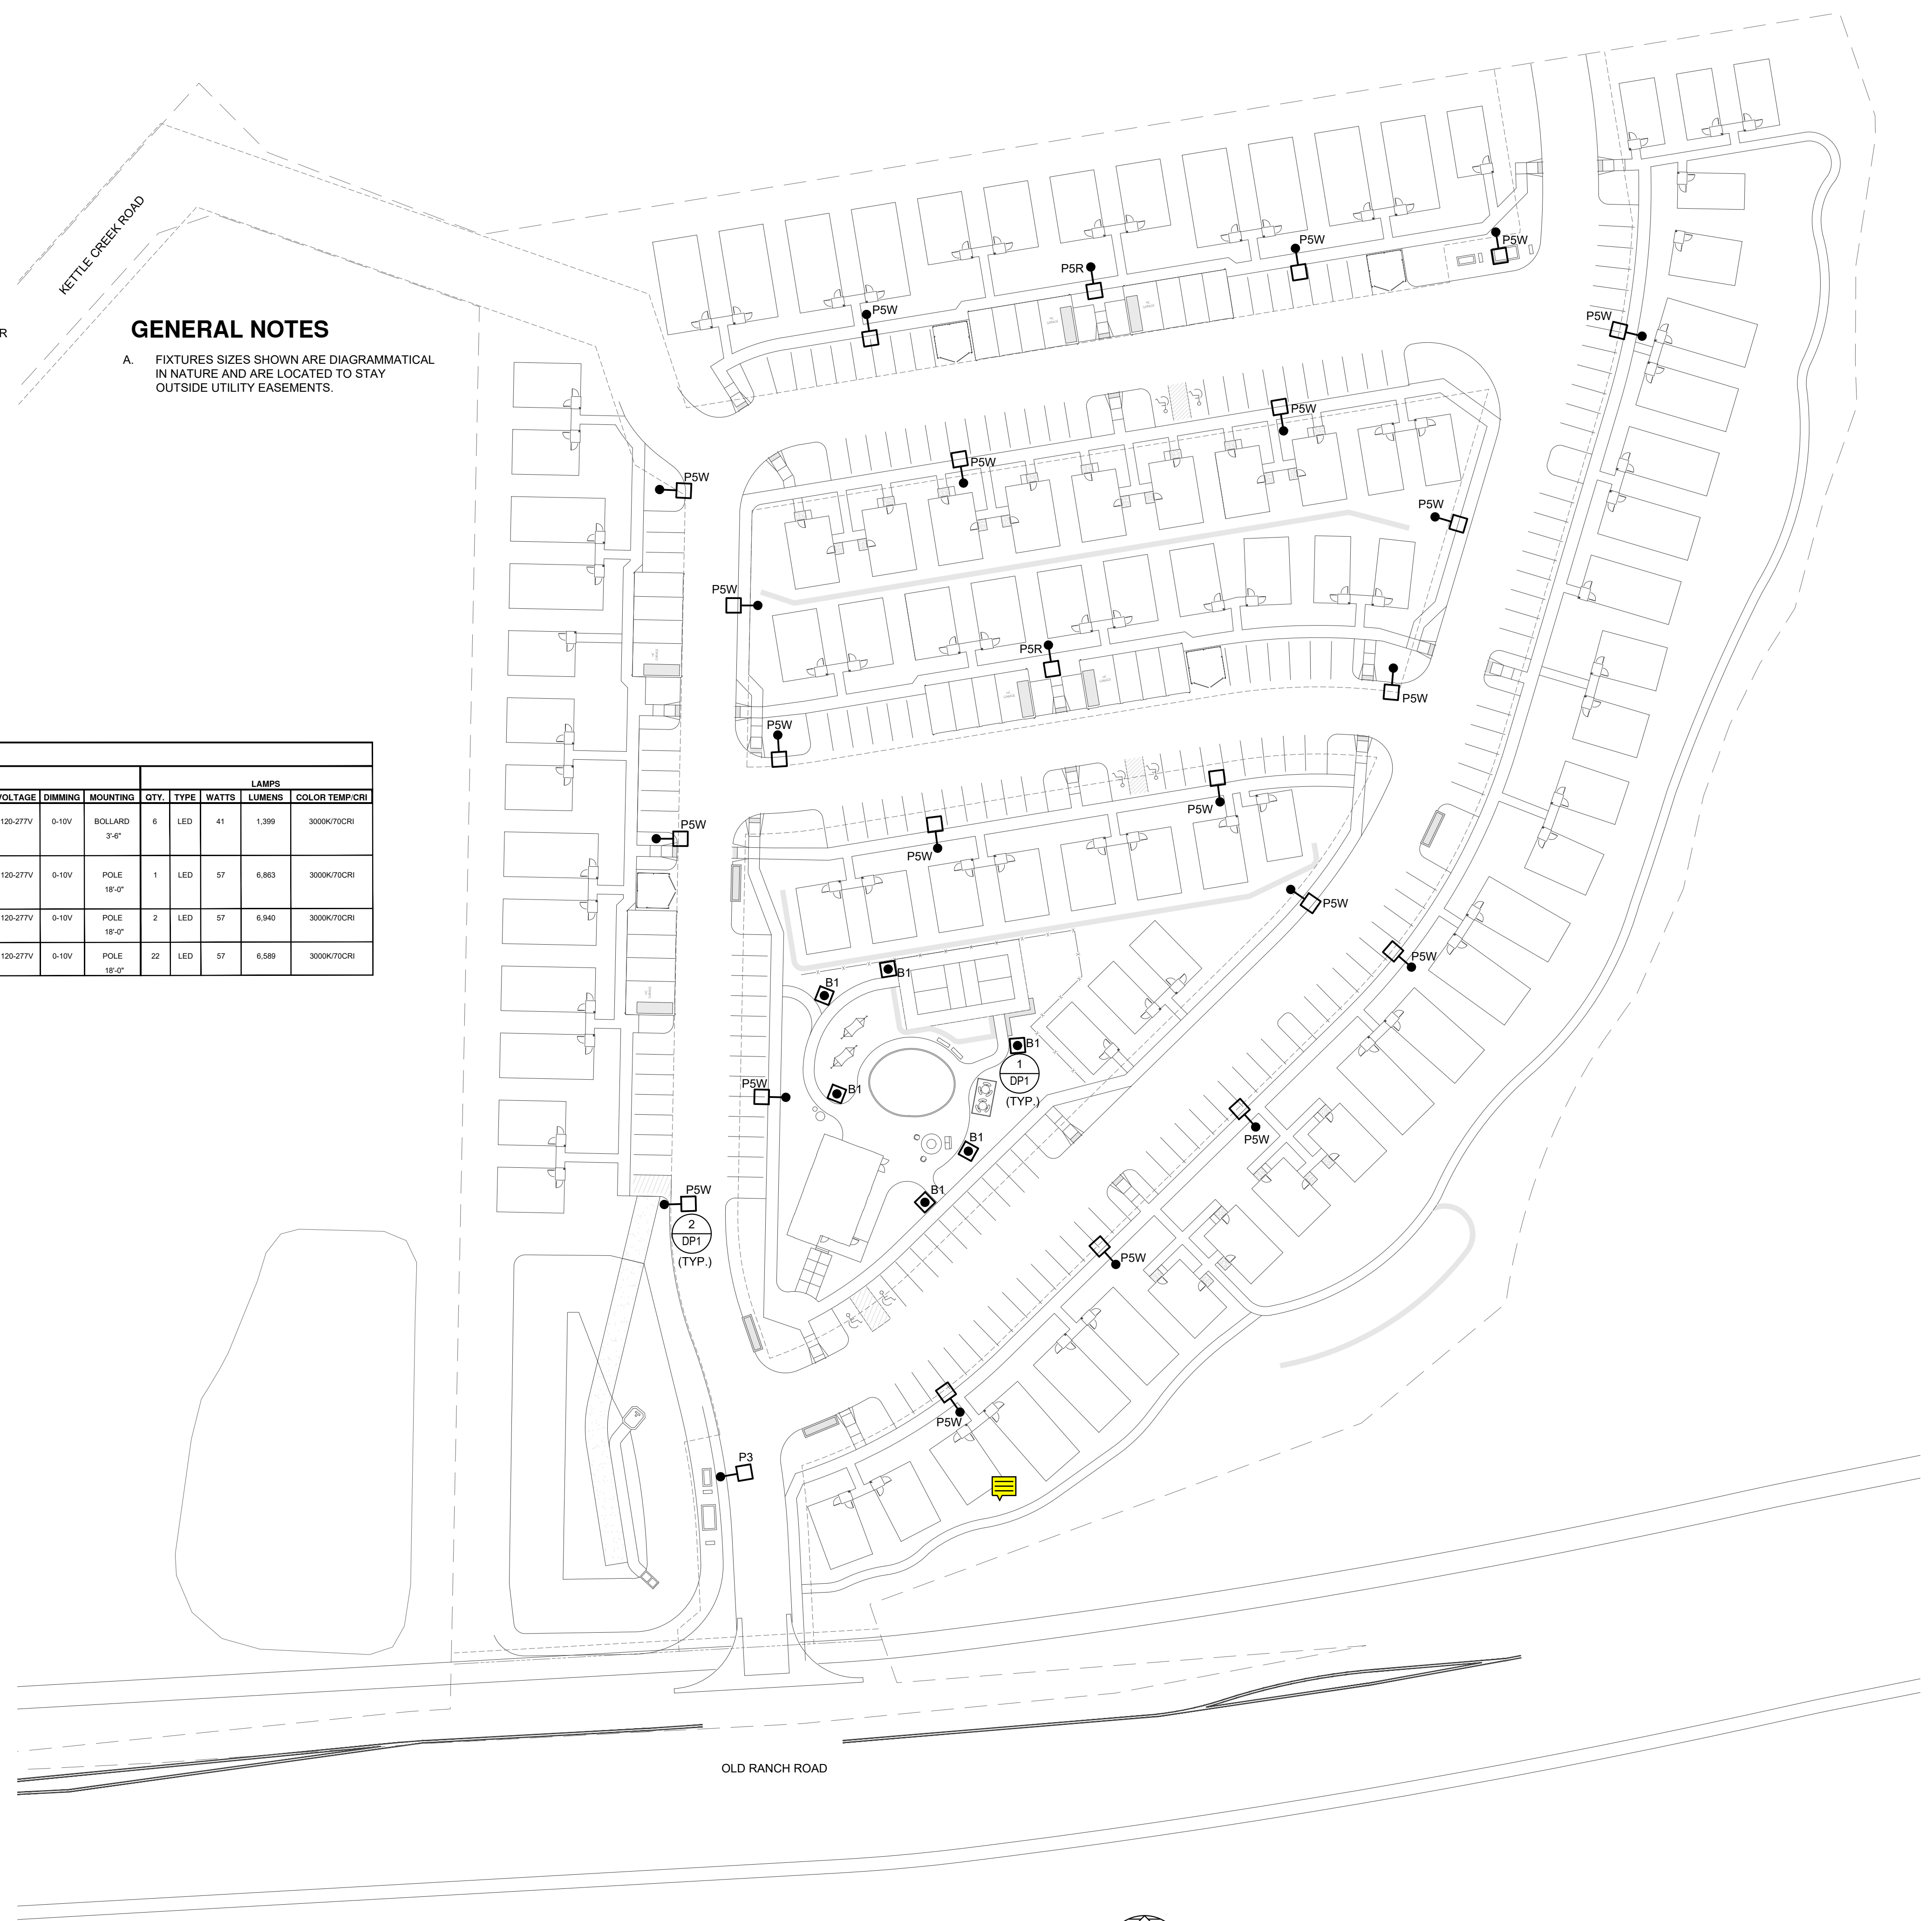 KETTLE CREEK ROAD
R
GENERAL NOTES
A. FIXTURES SIZES SHOWN ARE DIAGRAMMATICAL
IN NATURE AND ARE LOCATED TO STAY
OUTSIDE UTILITY EASEMENTS.
LAMPS
VOLTAGE DIMMING MOUNTING QTY. TYPE WATTS LUMENS COLOR TEMP/CRI
120-277V 0-10V BOLLARD 6 LED 41 1,399 3000K/70CRI
3'-6"
120-277V 0-10V POLE 1 LED 57 6,863 3000K/70CRI
18'-0"
120-277V 0-10V POLE 2 LED 57 6,940 3000K/70CRI
18'-0"
120-277V 0-10V POLE 22 LED 57 6,589 3000K/70CRI
18'-0"
P5W
P5W
P5R
P5W
P5W
P5W
P5W
P5W
P5W
P5W
P5W
P5R
P5W
P5W
P5W
P5W
P5W
P5W
P5W
B1
B1
B1
1
DP1
(TYP.)
B1
P5W
P5W
B1
B1
P5W
2
DP1
(TYP.)
P5W
P5W
P3
OLD RANCH ROAD